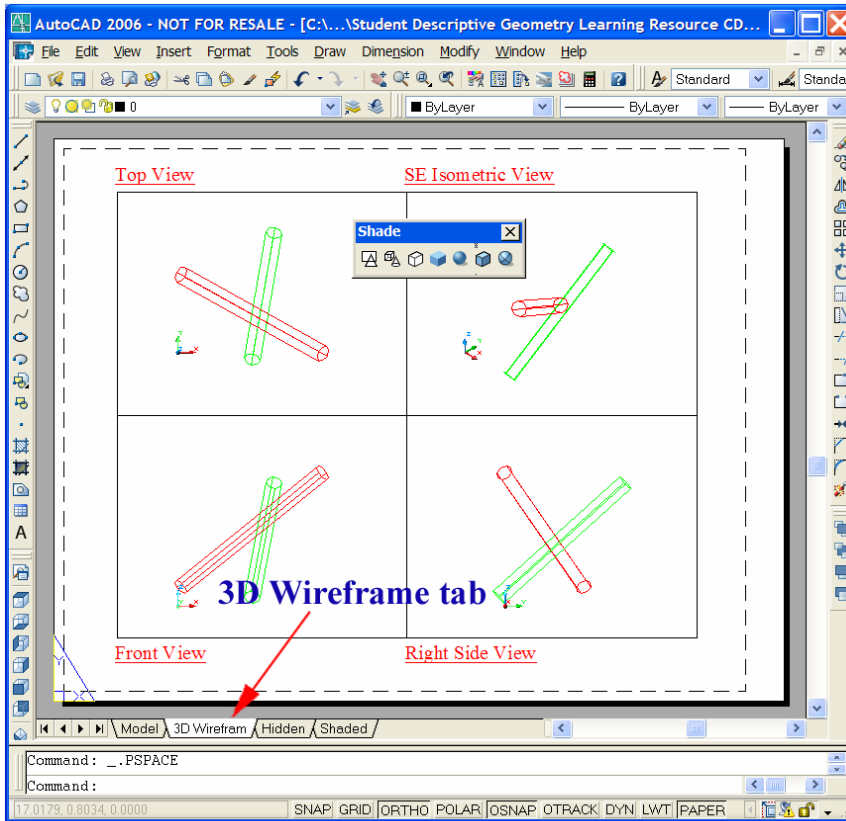 AutoCAD 2006 - NOT FOR RESALE - [C:\...\Student Descriptive Geometry Learning Resource CD...
File Edit View Insert Format Tools Draw Dimension Modify Window Help
Standard Standa
0 ByLayer ByLayer ByLayer
Top View SE Isometric View
Shade
3D Wireframe tab
Front View Right Side View
Model 3D Wirefram Hidden Shaded
Command: _.PSPACE
Command:
17.0179, 0.8034, 0.0000 SNAP GRID ORTHO POLAR OSNAP OTRACK DYN LWT PAPER